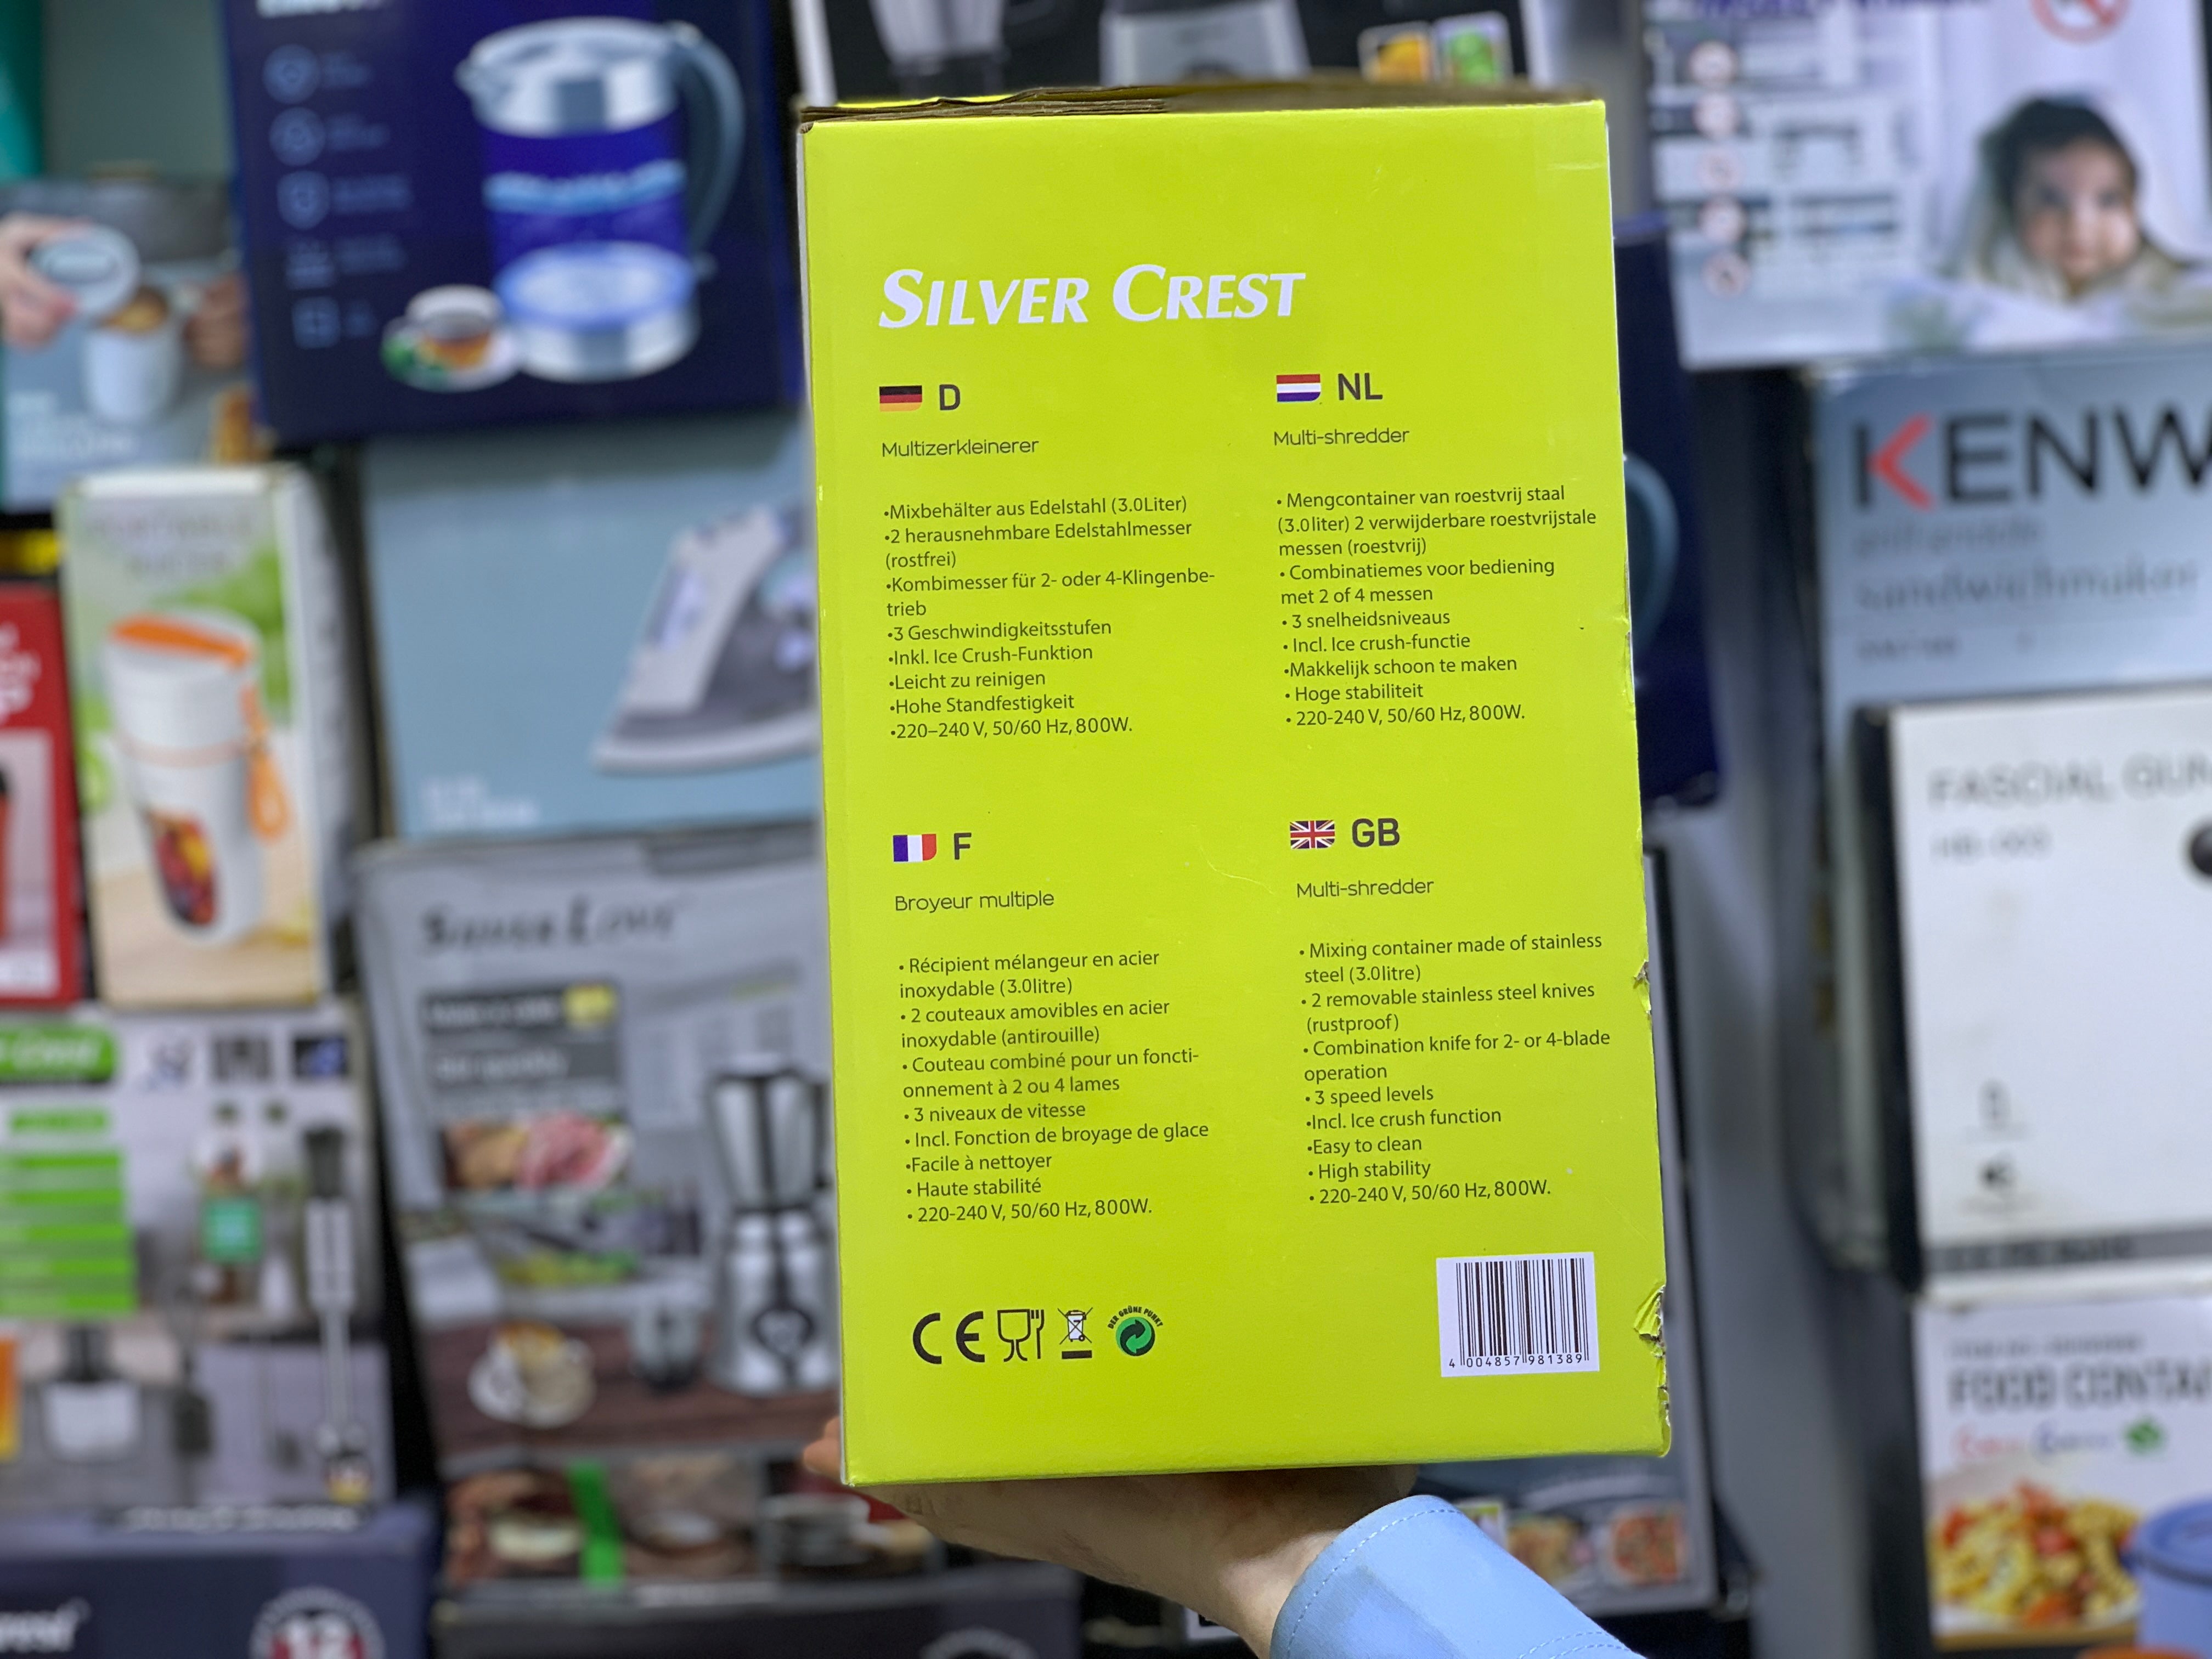 SILVER CREST
D
Multizerkleinerer
•Mixbehälter aus Edelstahl (3.0Liter)
•2 herausnehmbare Edelstahlmesser
(rostfrei)
•Kombimesser für 2- oder 4-Klingenbe-
trieb
•3 Geschwindigkeitsstufen
•Inkl. Ice Crush-Funktion
•Leicht zu reinigen
•Hohe Standfestigkeit
•220–240 V, 50/60 Hz, 800W.
NL
Multi-shredder
• Mengcontainer van roestvrij staal
(3.0liter) 2 verwijderbare roestvrijstale
messen (roestvrij)
• Combinatiemes voor bediening
met 2 of 4 messen
• 3 snelheidsniveaus
• Incl. Ice crush-functie
•Makkelijk schoon te maken
• Hoge stabiliteit
• 220-240 V, 50/60 Hz, 800W.
F
Broyeur multiple
• Récipient mélangeur en acier
inoxydable (3.0litre)
• 2 couteaux amovibles en acier
inoxydable (antirouille)
• Couteau combiné pour un foncti-
onnement à 2 ou 4 lames
• 3 niveaux de vitesse
• Incl. Fonction de broyage de glace
•Facile à nettoyer
• Haute stabilité
• 220-240 V, 50/60 Hz, 800W.
GB
Multi-shredder
• Mixing container made of stainless
steel (3.0litre)
• 2 removable stainless steel knives
(rustproof)
• Combination knife for 2- or 4-blade
operation
• 3 speed levels
•Incl. Ice crush function
•Easy to clean
• High stability
• 220-240 V, 50/60 Hz, 800W.
CE
DER GRÜNE PUNKT
4 004857 981389
KENW
sandwichmaker
FASCIAL GUN
FOOD CONTAI